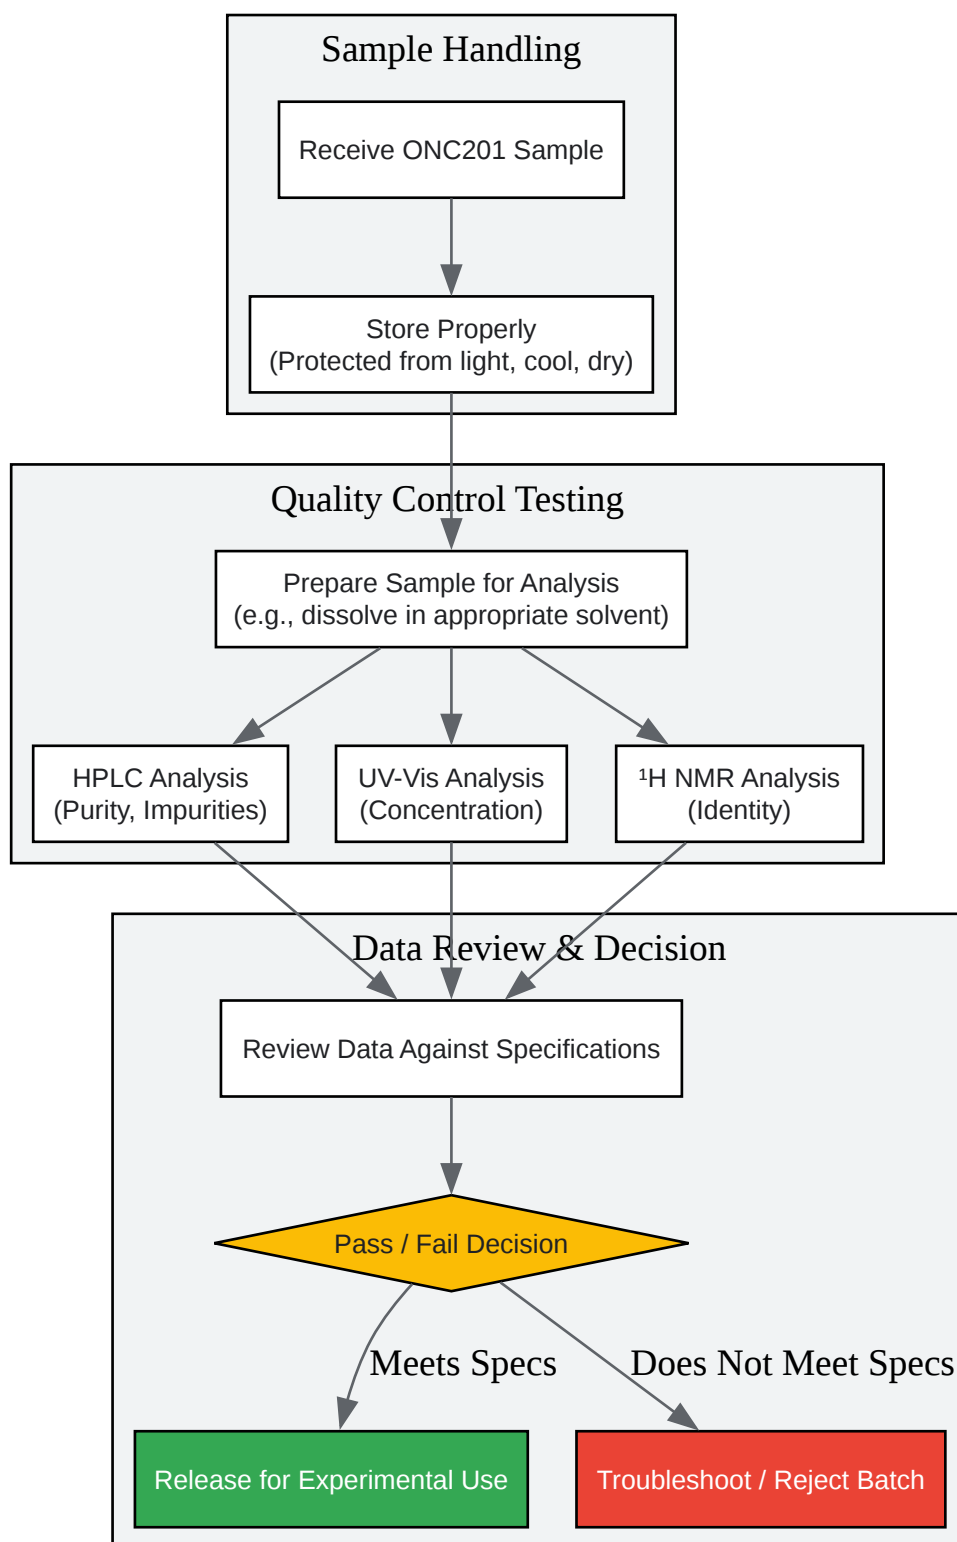 Sample Handling
Receive ONC201 Sample
Store Properly
(Protected from light, cool, dry)
Quality Control Testing
Prepare Sample for Analysis
(e.g., dissolve in appropriate solvent)
HPLC Analysis
(Purity, Impurities)
UV-Vis Analysis
(Concentration)
¹H NMR Analysis
(Identity)
Data Review & Decision
Review Data Against Specifications
Pass / Fail Decision
Meets Specs
Does Not Meet Specs
Release for Experimental Use
Troubleshoot / Reject Batch